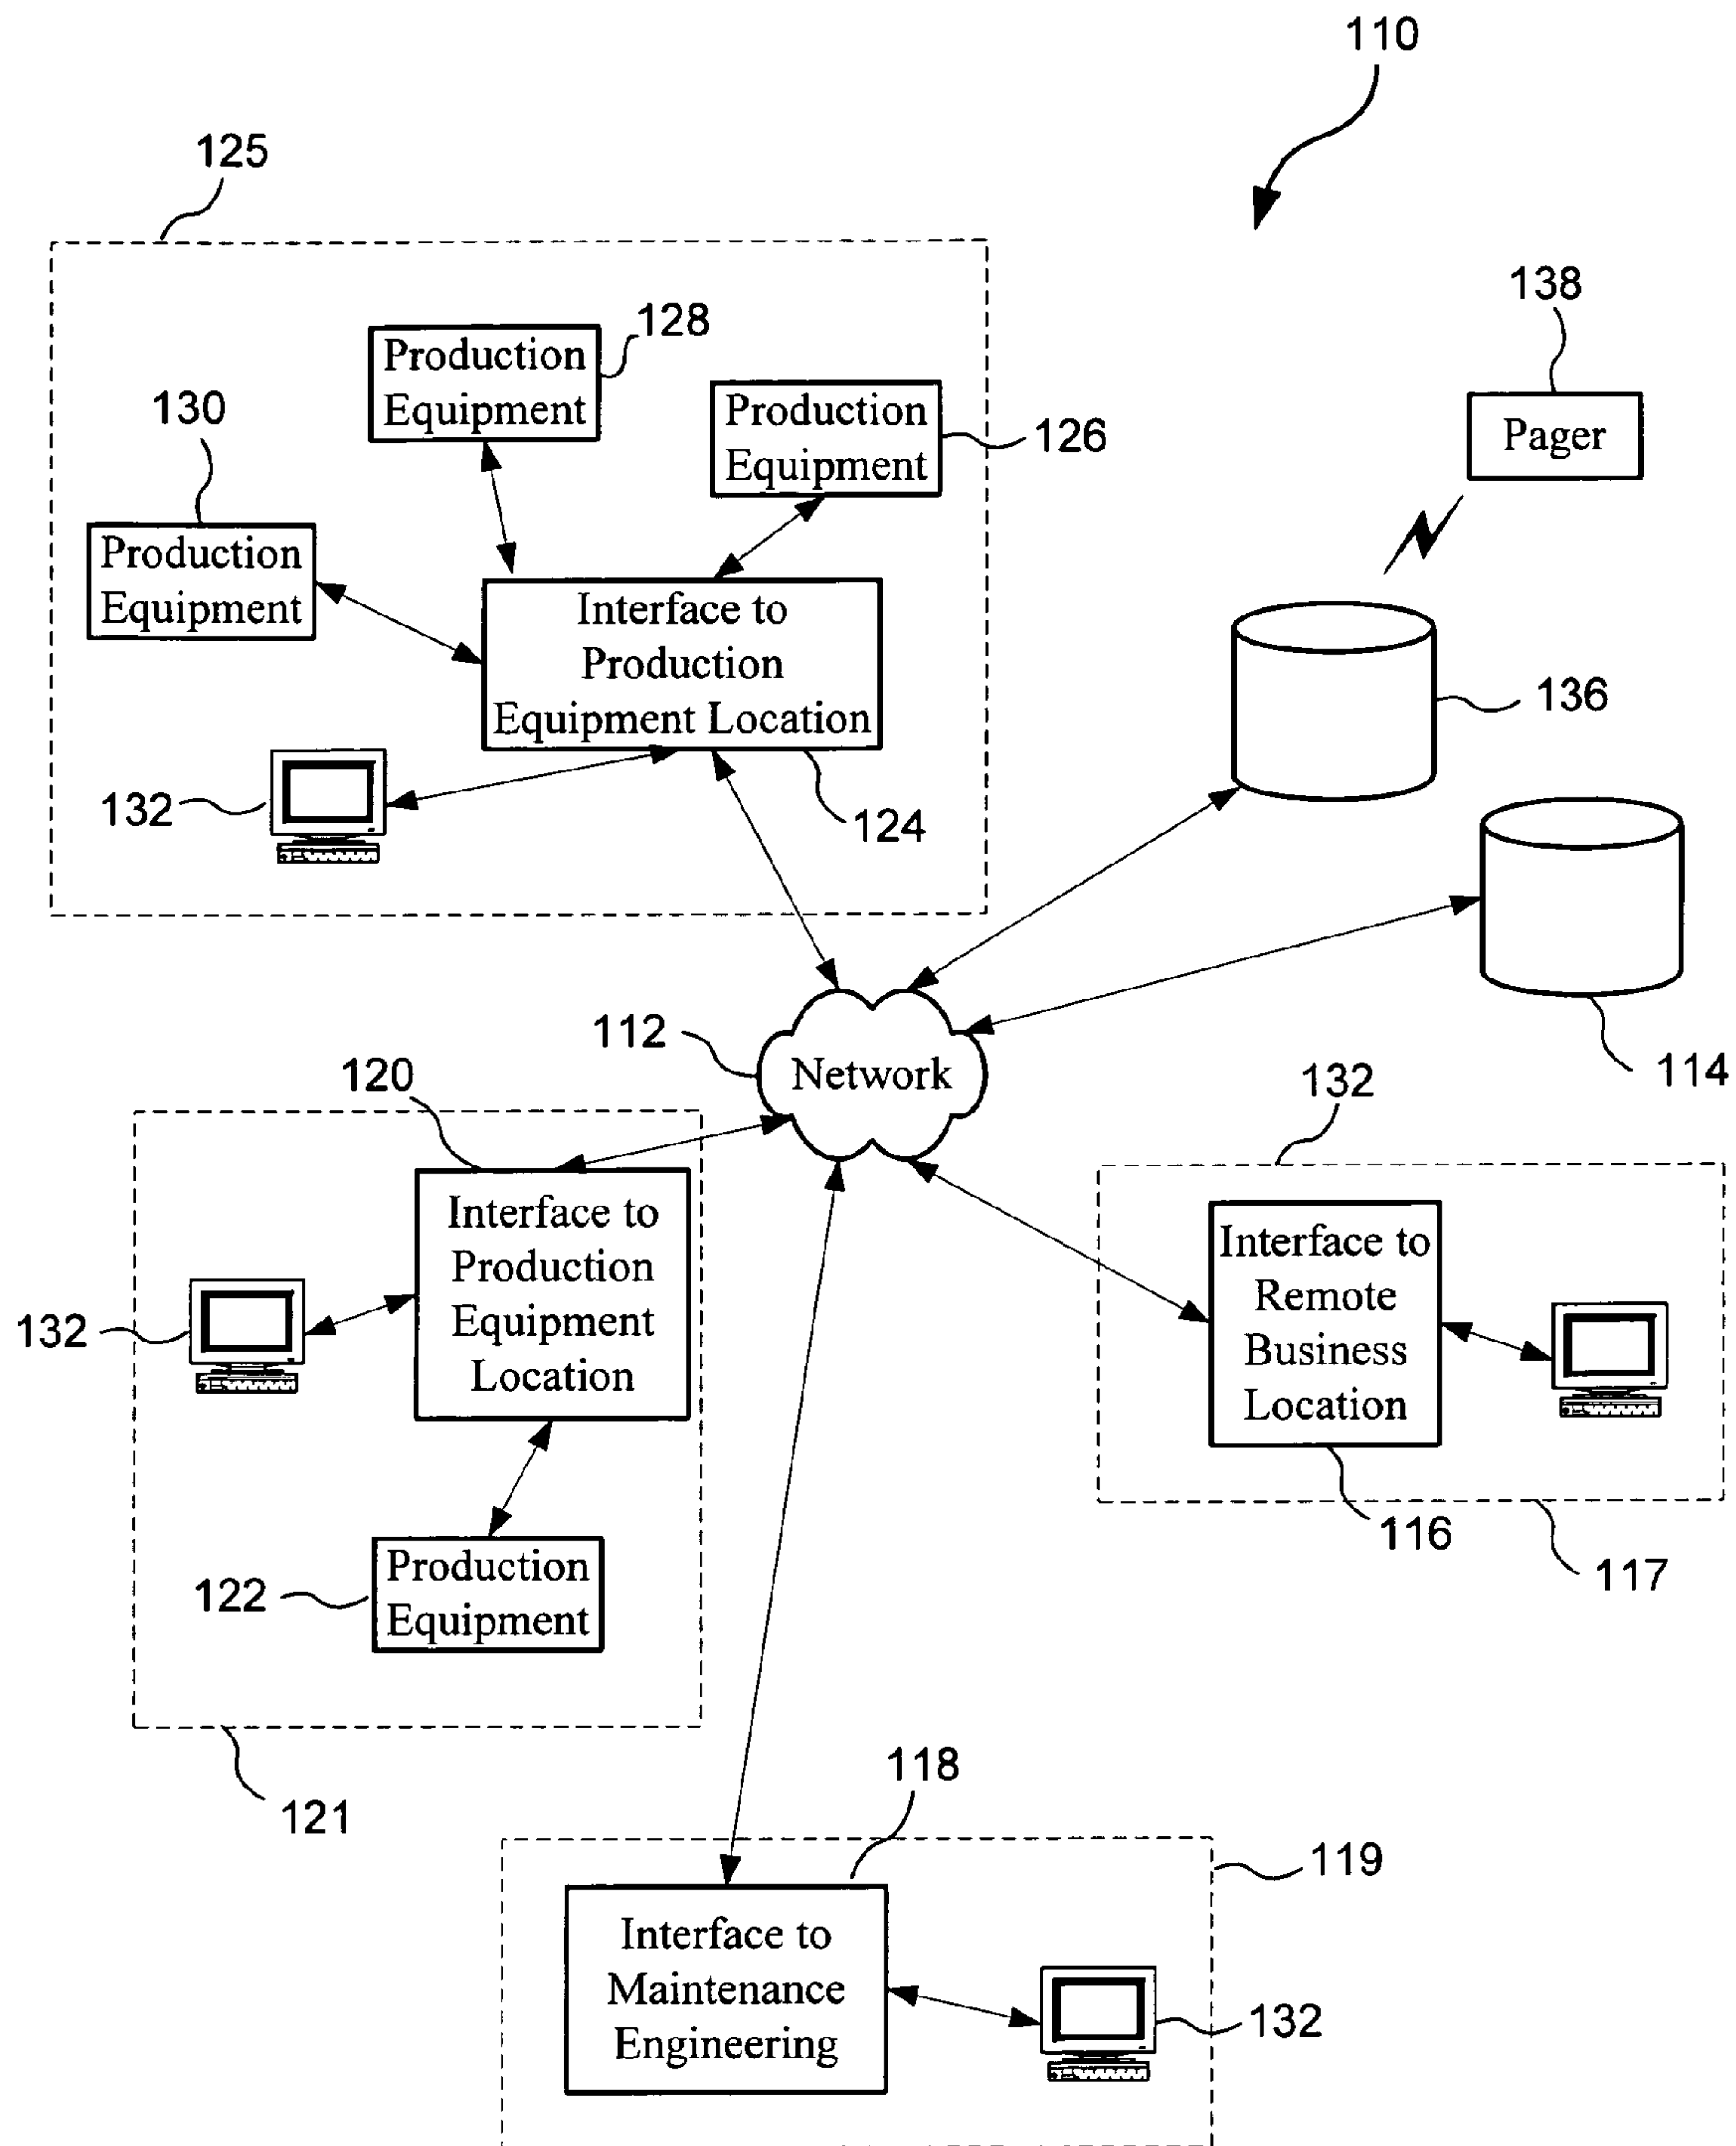 110
125
138
128
Production
Equipment
126
Production
Equipment
Pager
130
Production
Equipment
Interface to
Production
Equipment Location
136
132
124
112
Network
114
120
132
Interface to
Production
Equipment
Location
132
Interface to
Remote
Business
Location
116
117
122
Production
Equipment
121
118
119
Interface to
Maintenance
Engineering
132